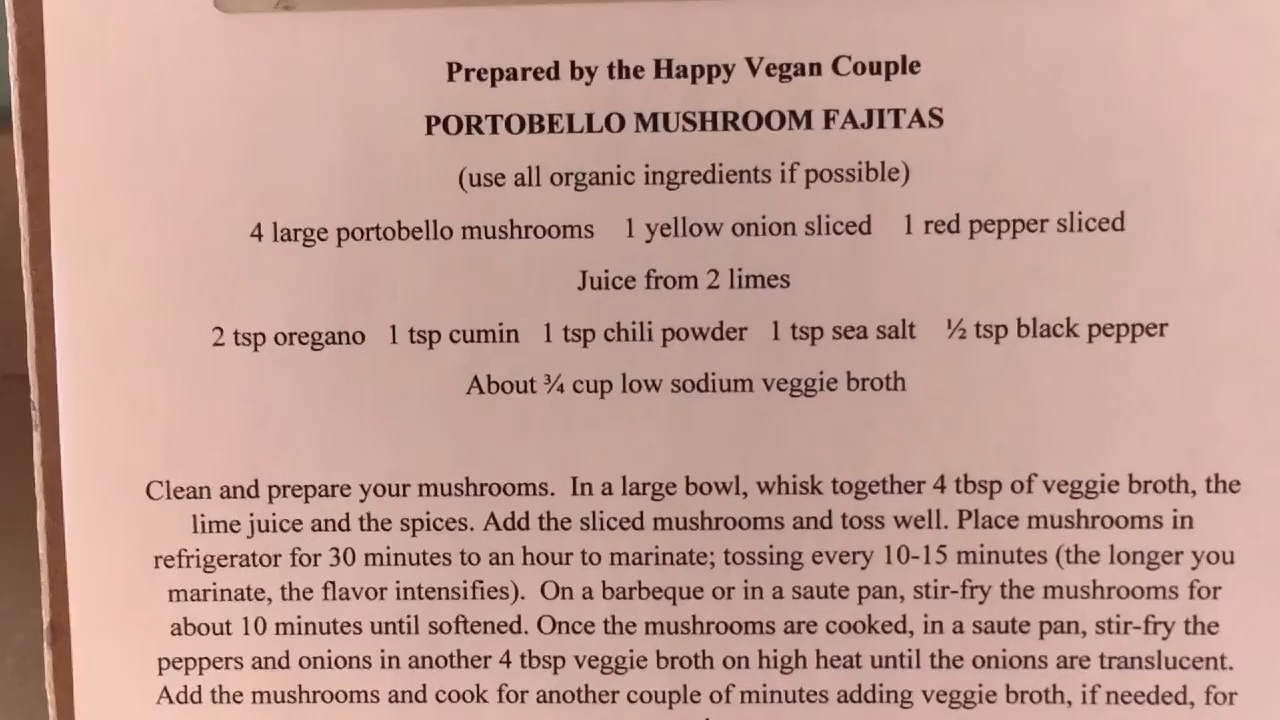 Prepared by the Happy Vegan Couple
PORTOBELLO MUSHROOM FAJITAS
(use all organic ingredients if possible)
4 large portobello mushrooms 1 yellow onion sliced 1 red pepper sliced
Juice from 2 limes
2 tsp oregano 1 tsp cumin 1 tsp chili powder 1 tsp sea salt ½ tsp black pepper
About ¾ cup low sodium veggie broth
Clean and prepare your mushrooms. In a large bowl, whisk together 4 tbsp of veggie broth, the
lime juice and the spices. Add the sliced mushrooms and toss well. Place mushrooms in
refrigerator for 30 minutes to an hour to marinate; tossing every 10-15 minutes (the longer you
marinate, the flavor intensifies). On a barbeque or in a saute pan, stir-fry the mushrooms for
about 10 minutes until softened. Once the mushrooms are cooked, in a saute pan, stir-fry the
peppers and onions in another 4 tbsp veggie broth on high heat until the onions are translucent.
Add the mushrooms and cook for another couple of minutes adding veggie broth, if needed, for